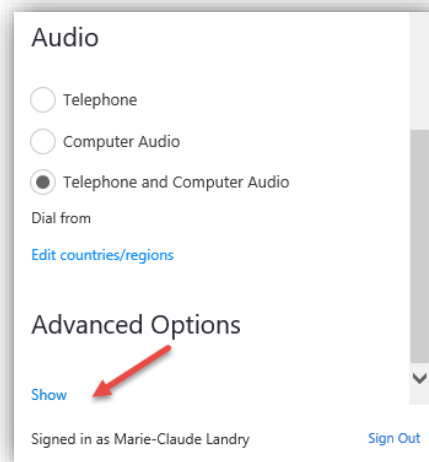 Audio
Telephone
Computer Audio
Telephone and Computer Audio
Dial from
Edit countries/regions
Advanced Options
Show
Signed in as Marie-Claude Landry Sign Out